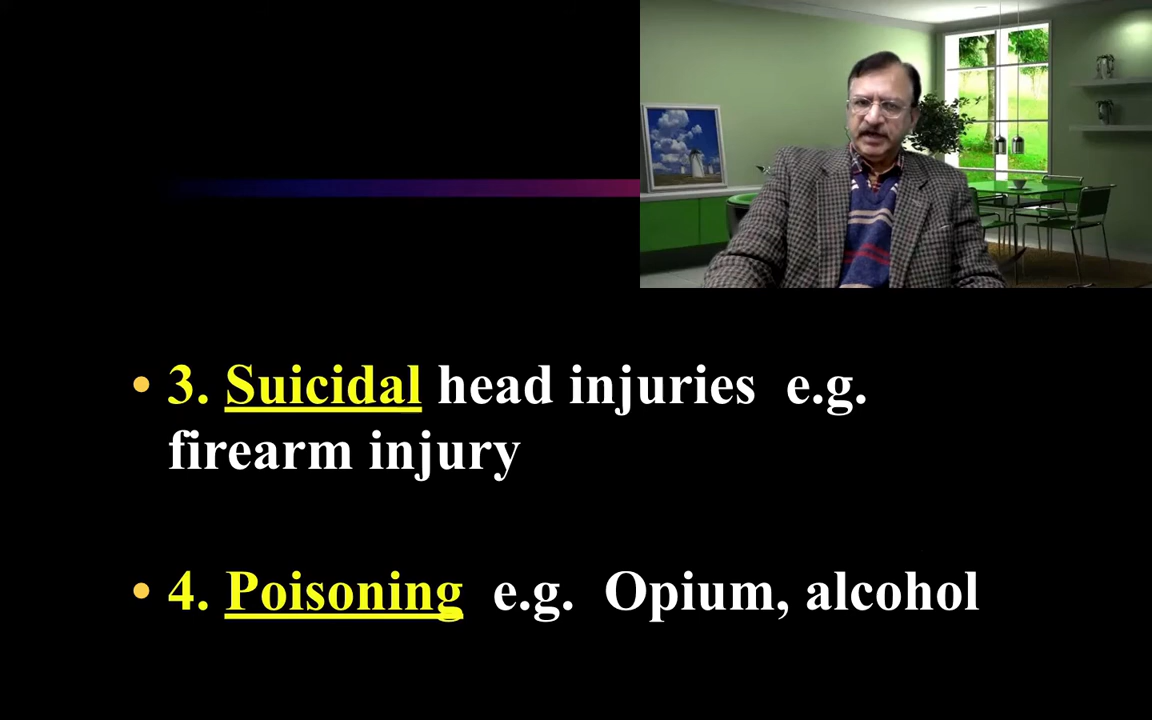 • 3. Suicidal head injuries e.g.
firearm injury
• 4. Poisoning e.g. Opium, alcohol